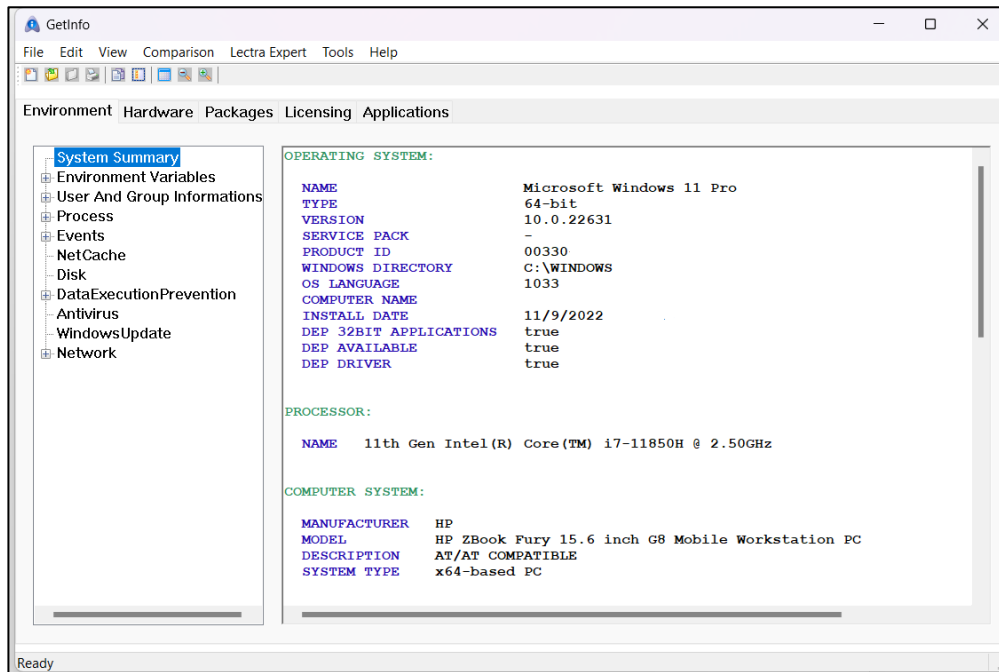 GetInfo
File Edit View Comparison Lectra Expert Tools Help
Environment Hardware Packages Licensing Applications
System Summary
Environment Variables
User And Group Informations
Process
Events
NetCache
Disk
DataExecutionPrevention
Antivirus
WindowsUpdate
Network
OPERATING SYSTEM:
NAME Microsoft Windows 11 Pro
TYPE 64-bit
VERSION 10.0.22631
SERVICE PACK -
PRODUCT ID 00330
WINDOWS DIRECTORY C:\WINDOWS
OS LANGUAGE 1033
COMPUTER NAME
INSTALL DATE 11/9/2022
DEP 32BIT APPLICATIONS true
DEP AVAILABLE true
DEP DRIVER true
PROCESSOR:
NAME 11th Gen Intel(R) Core(TM) i7-11850H @ 2.50GHz
COMPUTER SYSTEM:
MANUFACTURER HP
MODEL HP ZBook Fury 15.6 inch G8 Mobile Workstation PC
DESCRIPTION AT/AT COMPATIBLE
SYSTEM TYPE x64-based PC
Ready